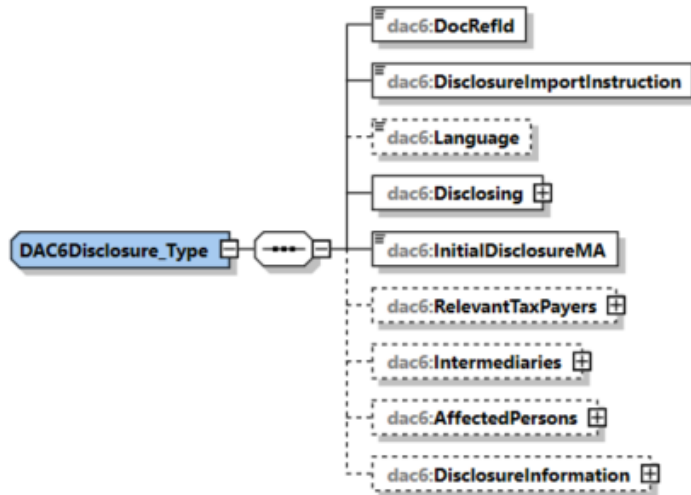 dac6:DocRefId
dac6:DisclosureImportInstruction
dac6:Language
dac6:Disclosing
DAC6Disclosure_Type
dac6:InitialDisclosureMA
dac6:RelevantTaxPayers
dac6:Intermediaries
dac6:AffectedPersons
dac6:DisclosureInformation